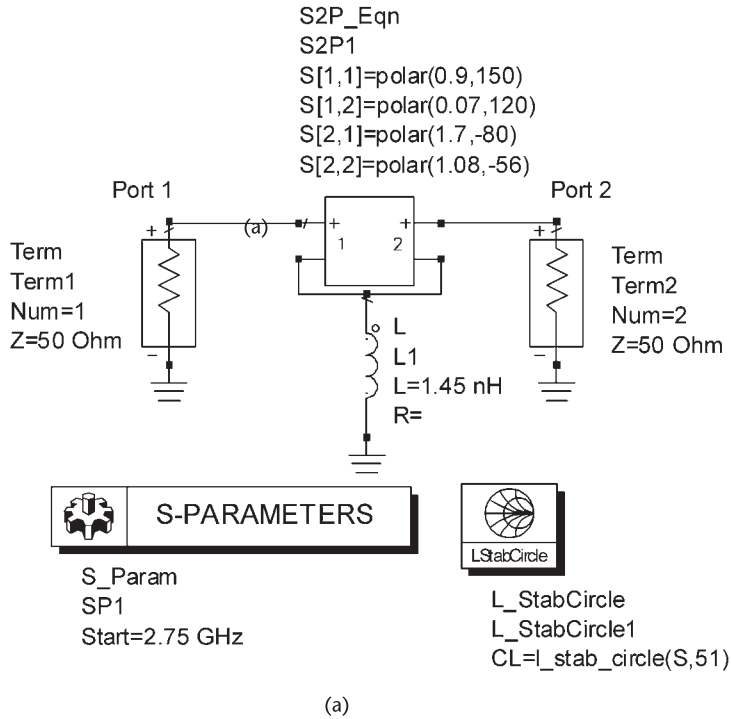 S2P_Eqn
S2P1
S[1,1]=polar(0.9,150)
S[1,2]=polar(0.07,120)
S[2,1]=polar(1.7,-80)
S[2,2]=polar(1.08,-56)
Port 1
Port 2
(a)
+
+
+
+
1
2
Term
Term1
Num=1
Z=50 Ohm
−
Term
Term2
Num=2
Z=50 Ohm
−
L
L1
L=1.45 nH
R=
S-PARAMETERS
LStabCircle
S_Param
SP1
Start=2.75 GHz
L_StabCircle
L_StabCircle1
CL=l_stab_circle(S,51)
(a)